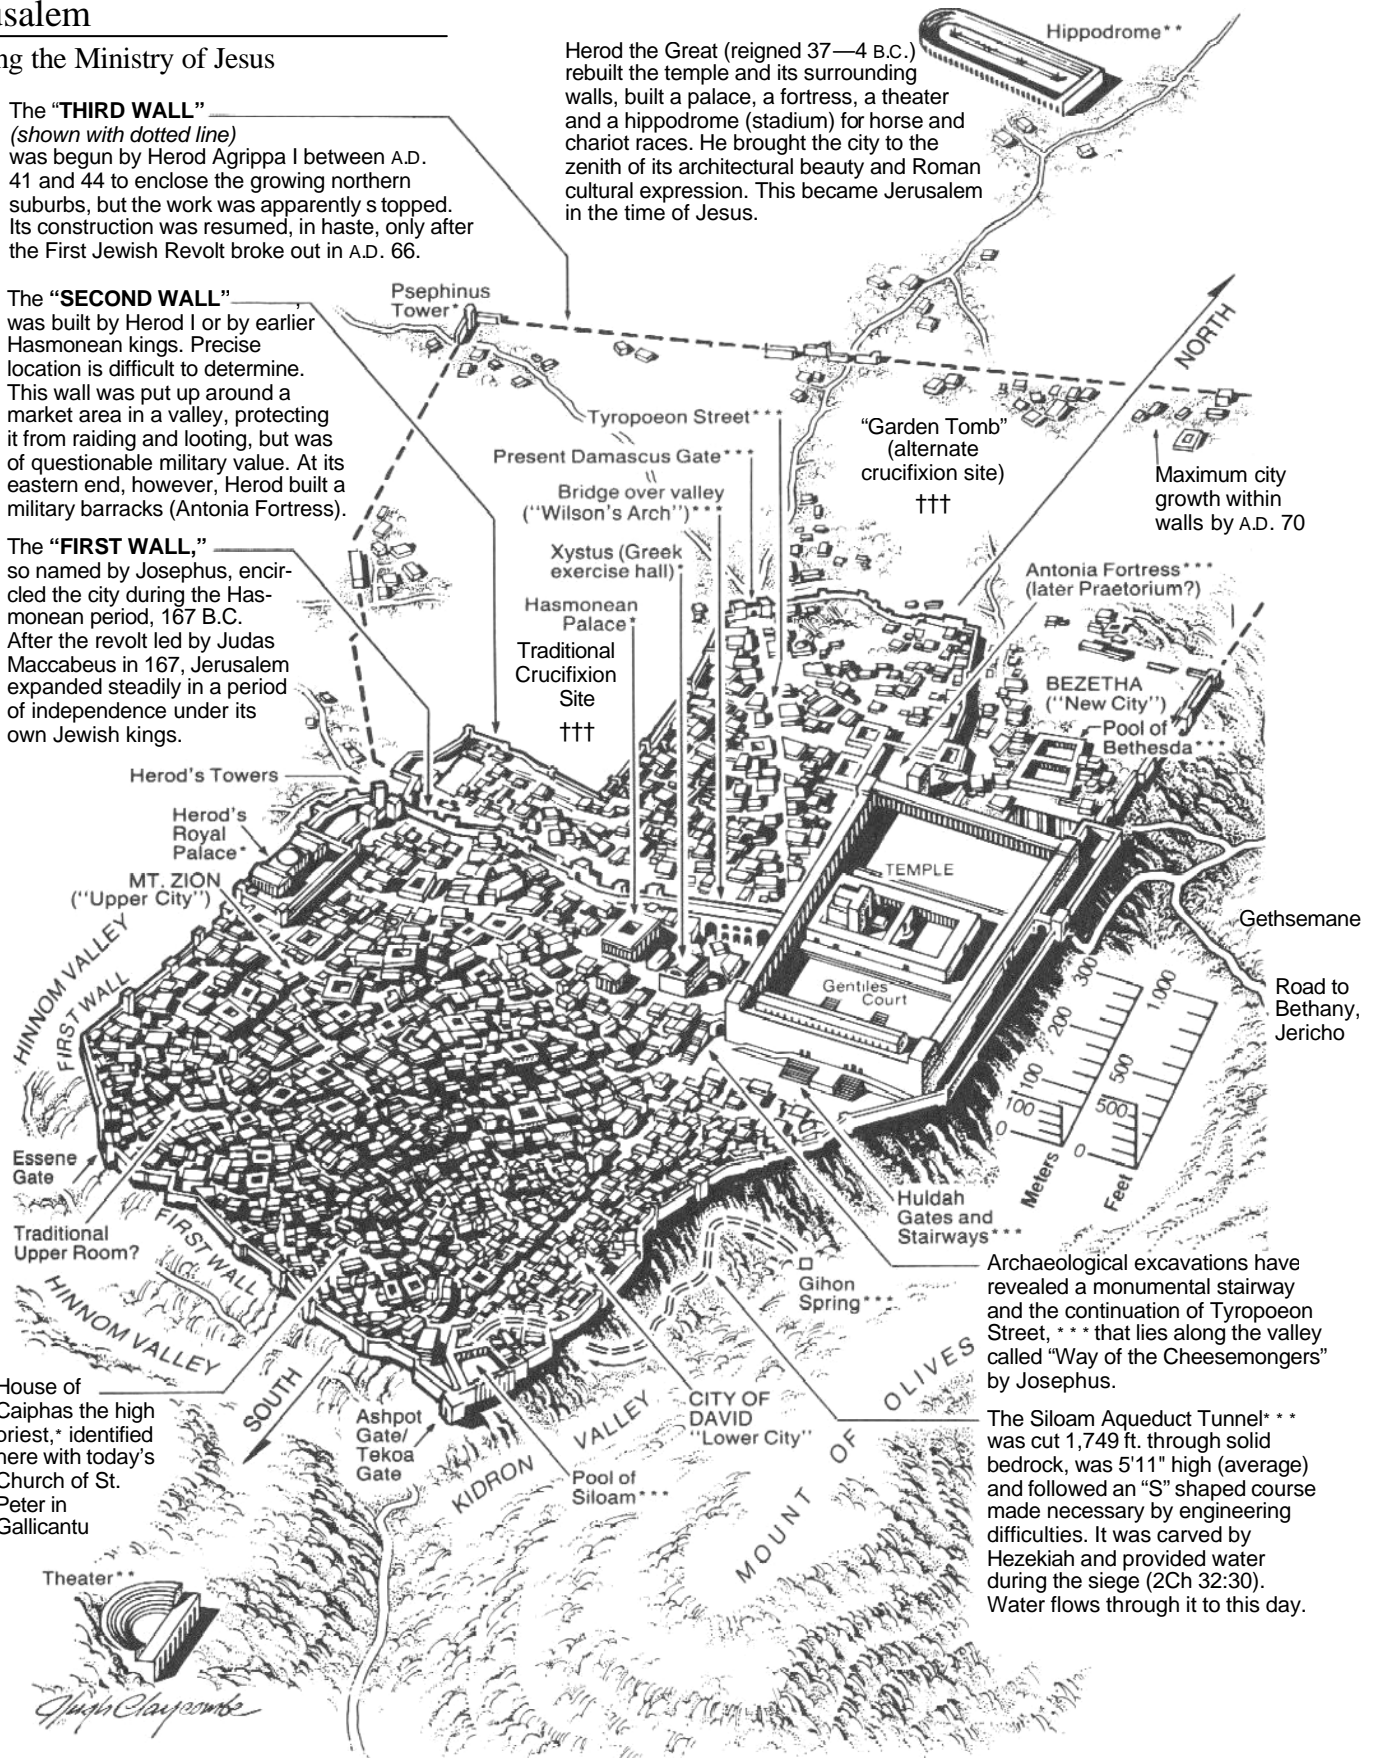 usalem
ng the Ministry of Jesus
The “THIRD WALL”
(shown with dotted line)
was begun by Herod Agrippa I between A.D.
41 and 44 to enclose the growing northern
suburbs, but the work was apparently s topped.
Its construction was resumed, in haste, only after
the First Jewish Revolt broke out in A.D. 66.
Herod the Great (reigned 37—4 B.C.)
rebuilt the temple and its surrounding
walls, built a palace, a fortress, a theater
and a hippodrome (stadium) for horse and
chariot races. He brought the city to the
zenith of its architectural beauty and Roman
cultural expression. This became Jerusalem
in the time of Jesus.
Hippodrome**
The “SECOND WALL”
was built by Herod I or by earlier
Hasmonean kings. Precise
location is difficult to determine.
This wall was put up around a
market area in a valley, protecting
it from raiding and looting, but was
of questionable military value. At its
eastern end, however, Herod built a
military barracks (Antonia Fortress).
Psephinus
Tower*
NORTH
Tyropoeon Street***
Present Damascus Gate***
Bridge over valley
(''Wilson's Arch'')***
Xystus (Greek
exercise hall)*
Hasmonean
Palace*
“Garden Tomb”
(alternate
crucifixion site)
†††
Maximum city
growth within
walls by A.D. 70
The “FIRST WALL,”
so named by Josephus, encir-
cled the city during the Has-
monean period, 167 B.C.
After the revolt led by Judas
Maccabeus in 167, Jerusalem
expanded steadily in a period
of independence under its
own Jewish kings.
Traditional
Crucifixion
Site
†††
Antonia Fortress***
(later Praetorium?)
BEZETHA
(''New City'')
Pool of
Bethesda***
Herod's Towers
Herod's
Royal
Palace*
MT. ZION
(''Upper City'')
TEMPLE
Gentiles
Court
HINNOM VALLEY
FIRST WALL
Gethsemane
Road to
Bethany,
Jericho
300
200
100
100
0
Meters
1,000
500
500
0
Feet
Essene
Gate
Traditional
Upper Room?
FIRST WALL
HINNOM VALLEY
Huldah
Gates and
Stairways***
Gihon
Spring***
Archaeological excavations have
revealed a monumental stairway
and the continuation of Tyropoeon
Street, *** that lies along the valley
called “Way of the Cheesemongers”
by Josephus.
House of
Caiphas the high
priest,* identified
here with today's
Church of St.
Peter in
Gallicantu
SOUTH
Ashpot
Gate/
Tekoa
Gate
KIDRON VALLEY
Pool of
Siloam***
CITY OF
DAVID
''Lower City''
MOUNT OF OLIVES
The Siloam Aqueduct Tunnel***
was cut 1,749 ft. through solid
bedrock, was 5'11" high (average)
and followed an “S” shaped course
made necessary by engineering
difficulties. It was carved by
Hezekiah and provided water
during the siege (2Ch 32:30).
Water flows through it to this day.
Theater**
Hugh Claycombe